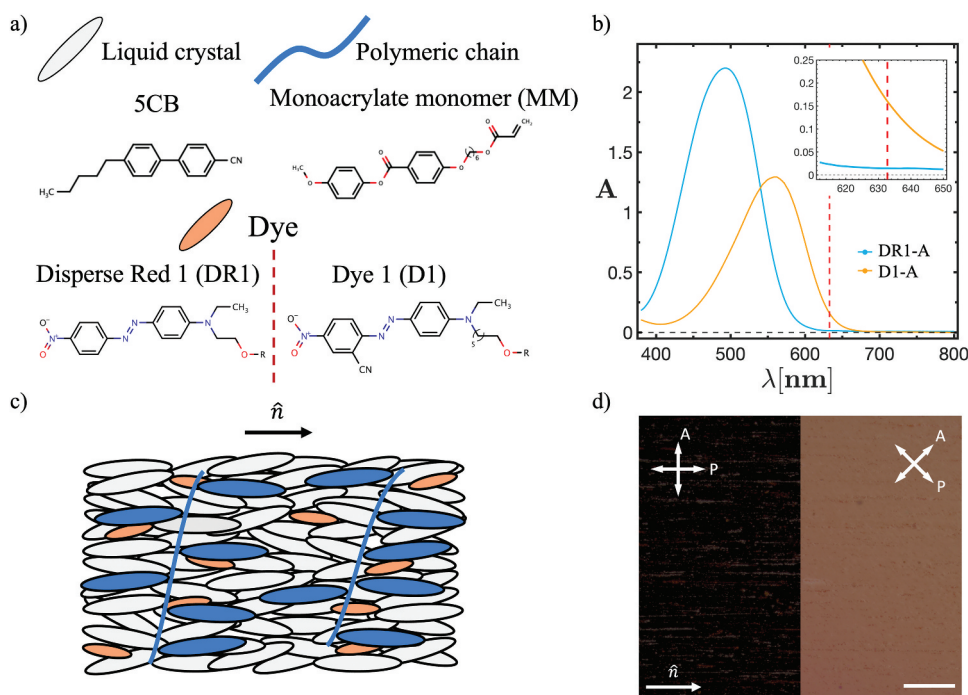 a)
Liquid crystal
Polymeric chain
5CB
Monoacrylate monomer (MM)
H₃C
CN
H₃C
O
O
O
O
6
O
O
CH₂
Dye
Disperse Red 1 (DR1)
Dye 1 (D1)
O⁻
N⁺
O
N
N
N
CH₃
O
R
O⁻
N⁺
O
CN
N
N
N
CH₃
5
O
R
b)
A
2
1.5
1
0.5
0
400
500
600
700
800
λ[nm]
0.25
0.2
0.15
0.1
0.05
0
620
630
640
650
DR1-A
D1-A
c)
n̂
d)
A
P
A
P
n̂